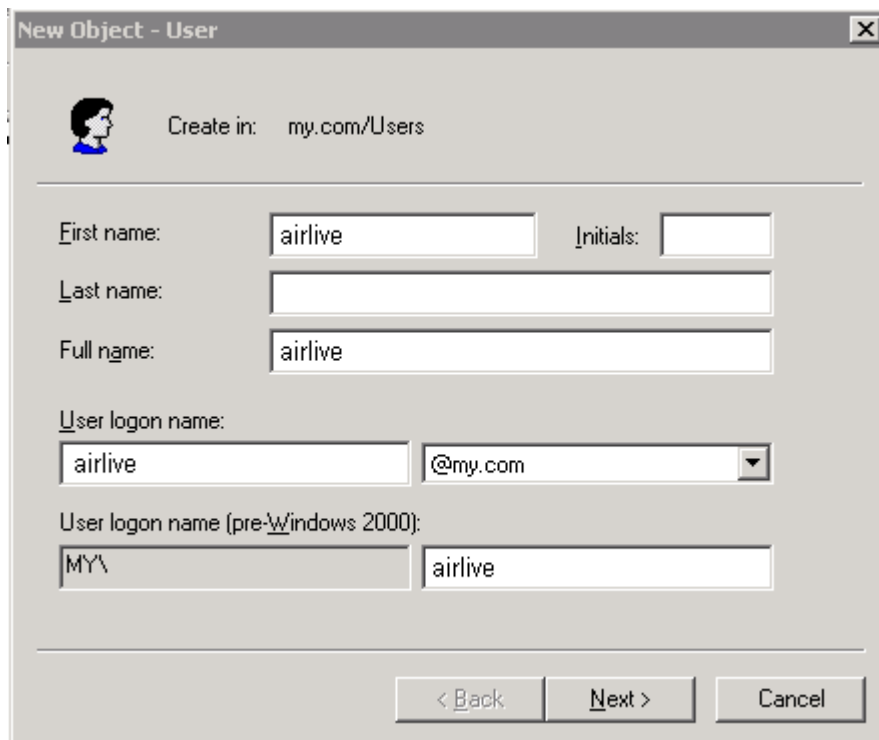 New Object - User
Create in: my.com/Users
First name: airlive Initials:
Last name:
Full name: airlive
User logon name:
airlive @my.com
User logon name (pre-Windows 2000):
MY\ airlive
< Back Next > Cancel